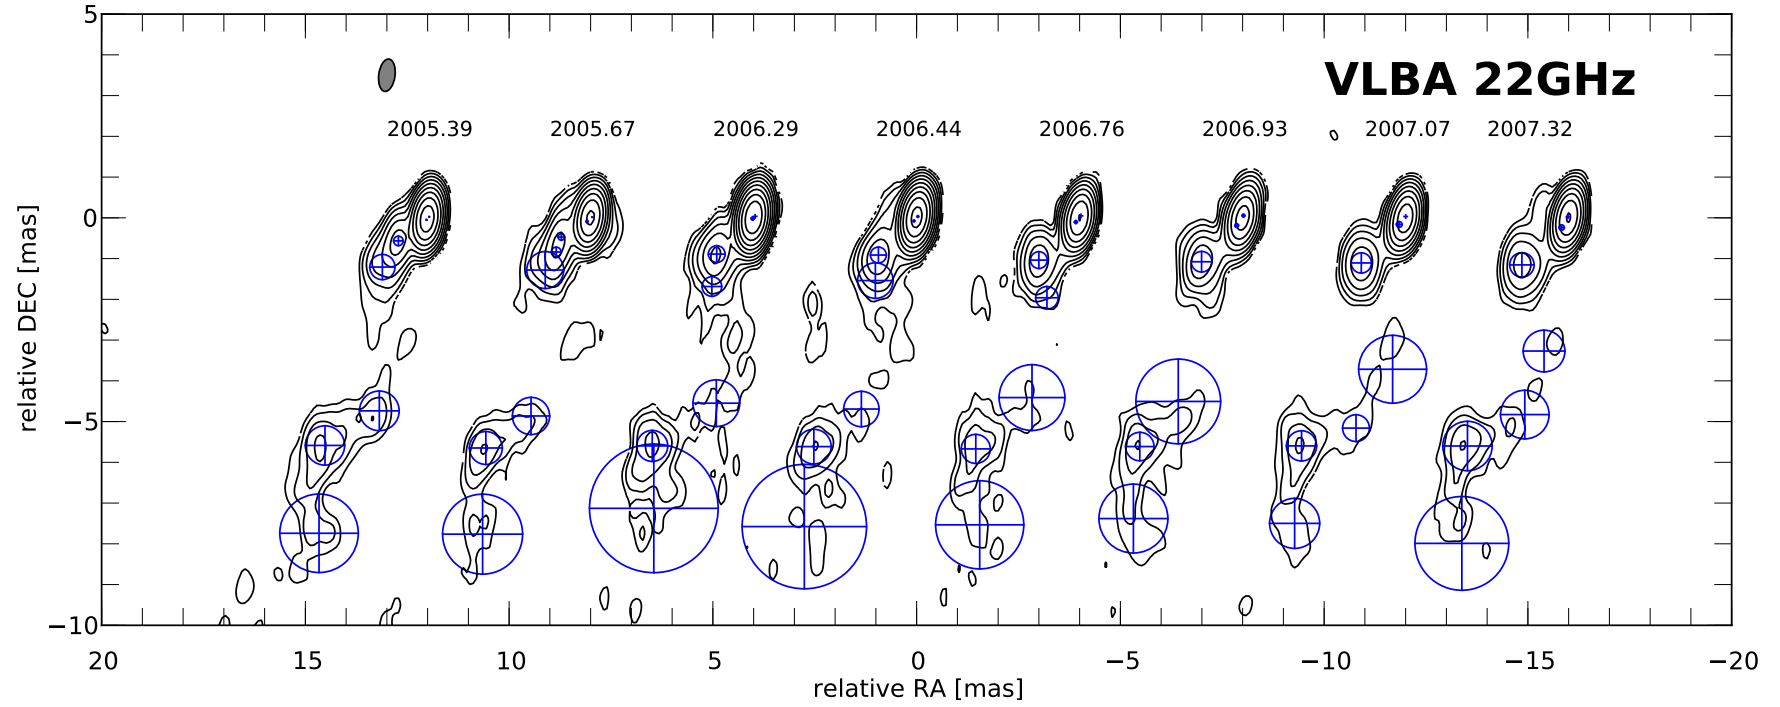 5
VLBA 22GHz
2005.39 2005.67 2006.29 2006.44 2006.76 2006.93 2007.07 2007.32
0
relative DEC [mas]
−5
−10
20 15 10 5 0 −5 −10 −15 −20
relative RA [mas]